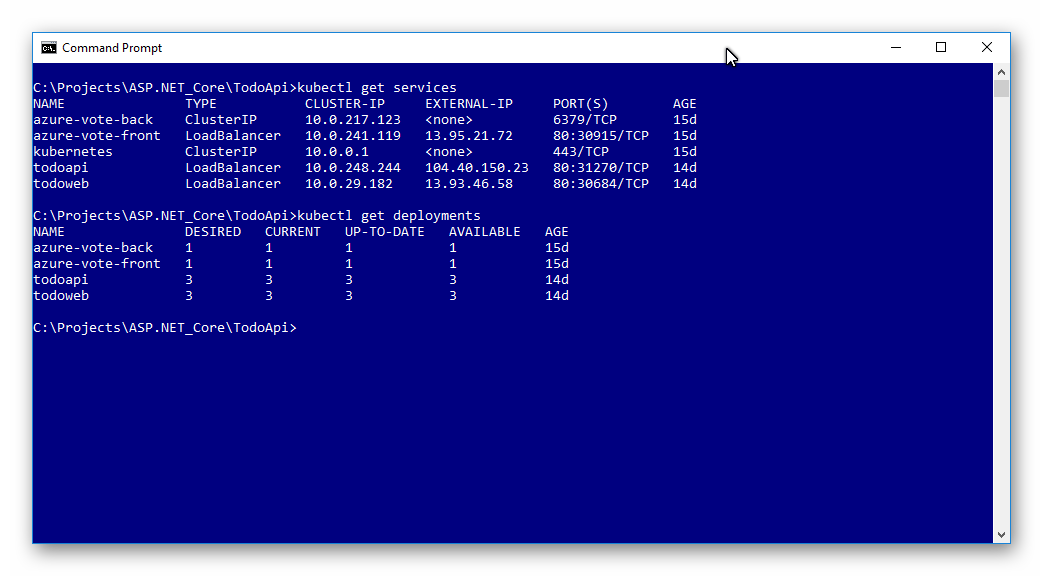 Command Prompt
C:\Projects\ASP.NET_Core\TodoApi>kubectl get services
NAME TYPE CLUSTER-IP EXTERNAL-IP PORT(S) AGE
azure-vote-back ClusterIP 10.0.217.123 <none> 6379/TCP 15d
azure-vote-front LoadBalancer 10.0.241.119 13.95.21.72 80:30915/TCP 15d
kubernetes ClusterIP 10.0.0.1 <none> 443/TCP 15d
todoapi LoadBalancer 10.0.248.244 104.40.150.23 80:31270/TCP 14d
todoweb LoadBalancer 10.0.29.182 13.93.46.58 80:30684/TCP 14d
C:\Projects\ASP.NET_Core\TodoApi>kubectl get deployments
NAME DESIRED CURRENT UP-TO-DATE AVAILABLE AGE
azure-vote-back 1 1 1 1 15d
azure-vote-front 1 1 1 1 15d
todoapi 3 3 3 3 14d
todoweb 3 3 3 3 14d
C:\Projects\ASP.NET_Core\TodoApi>